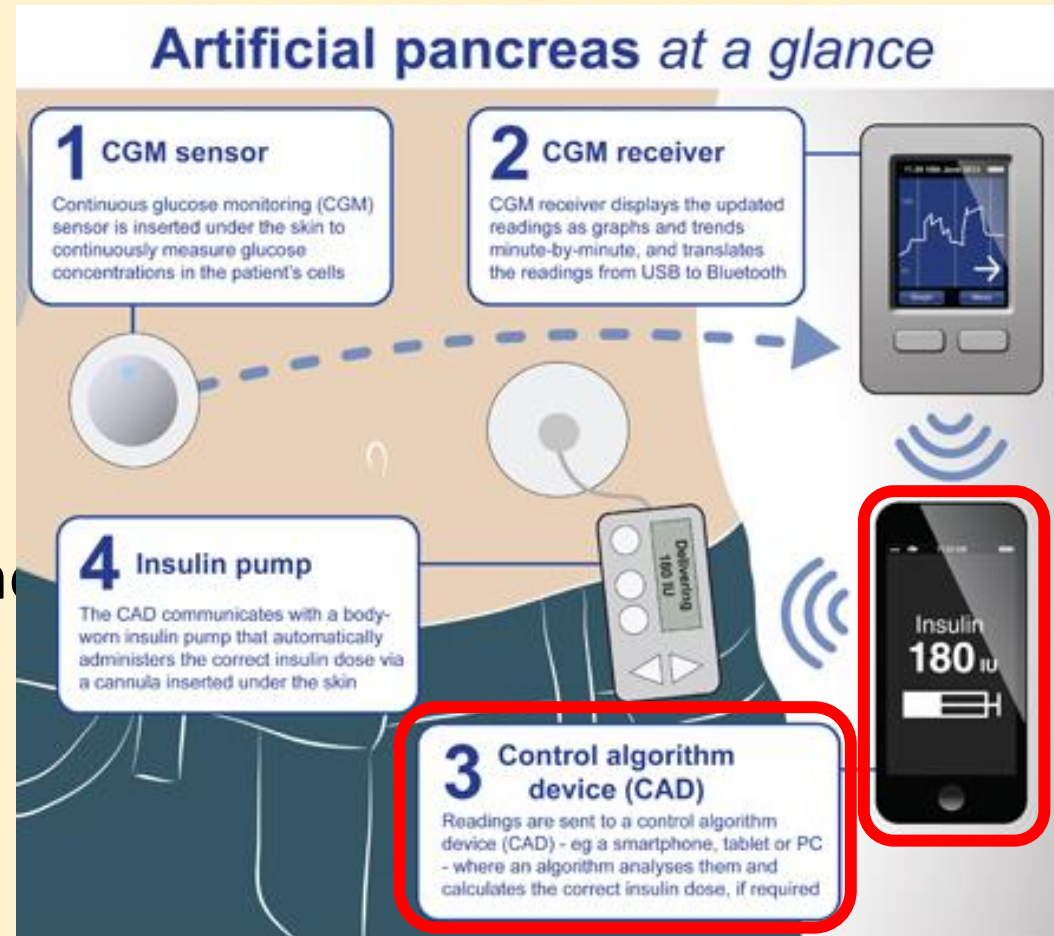 Artificial pancreas at a glance
1 CGM sensor
Continuous glucose monitoring (CGM)
sensor is inserted under the skin to
continuously measure glucose
concentrations in the patient's cells
2 CGM receiver
CGM receiver displays the updated
readings as graphs and trends
minute-by-minute, and translates
the readings from USB to Bluetooth
4 Insulin pump
The CAD communicates with a body-
worn insulin pump that automatically
administers the correct insulin dose via
a cannula inserted under the skin
Delivering
180 IU
Insulin
180 IU
3 Control algorithm
device (CAD)
Readings are sent to a control algorithm
device (CAD) - eg a smartphone, tablet or PC
- where an algorithm analyses them and
calculates the correct insulin dose, if required